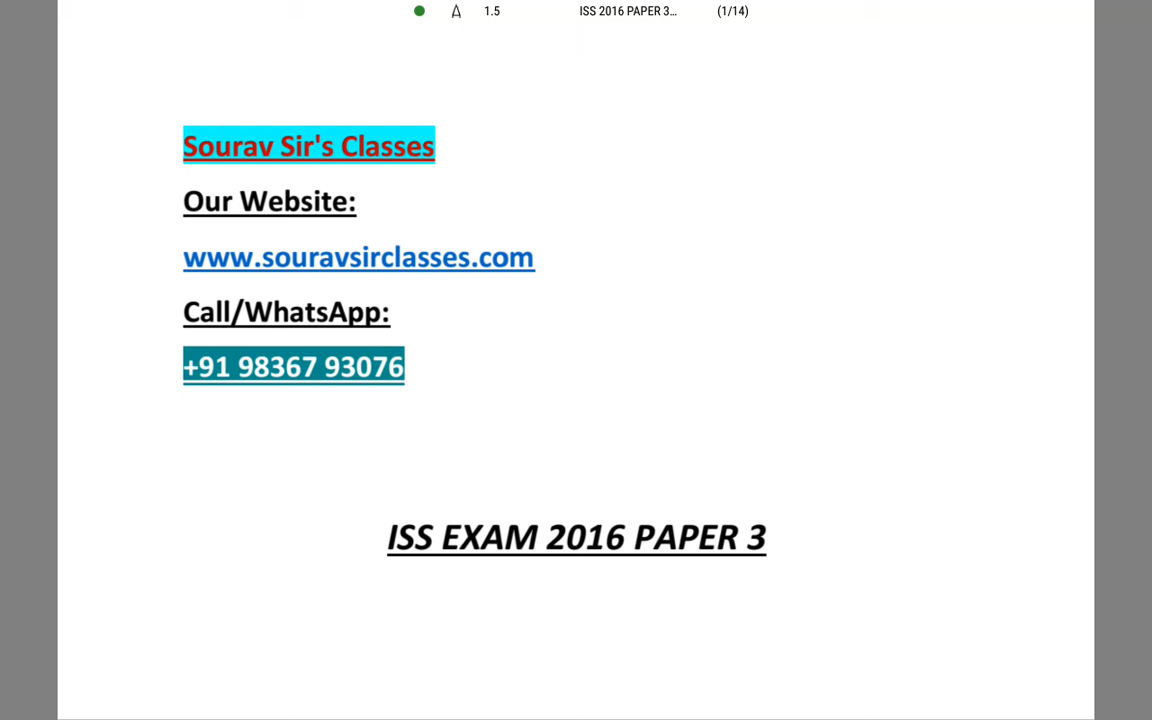 1.5 ISS 2016 PAPER 3... (1/14)
Sourav Sir's Classes
Our Website:
www.souravsirclasses.com
Call/WhatsApp:
+91 98367 93076
ISS EXAM 2016 PAPER 3